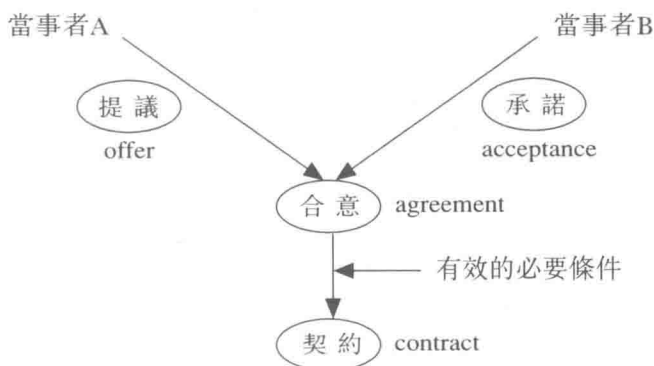 當事者A
當事者B
提議
承諾
offer
acceptance
合意 agreement
有效的必要條件
契約 contract